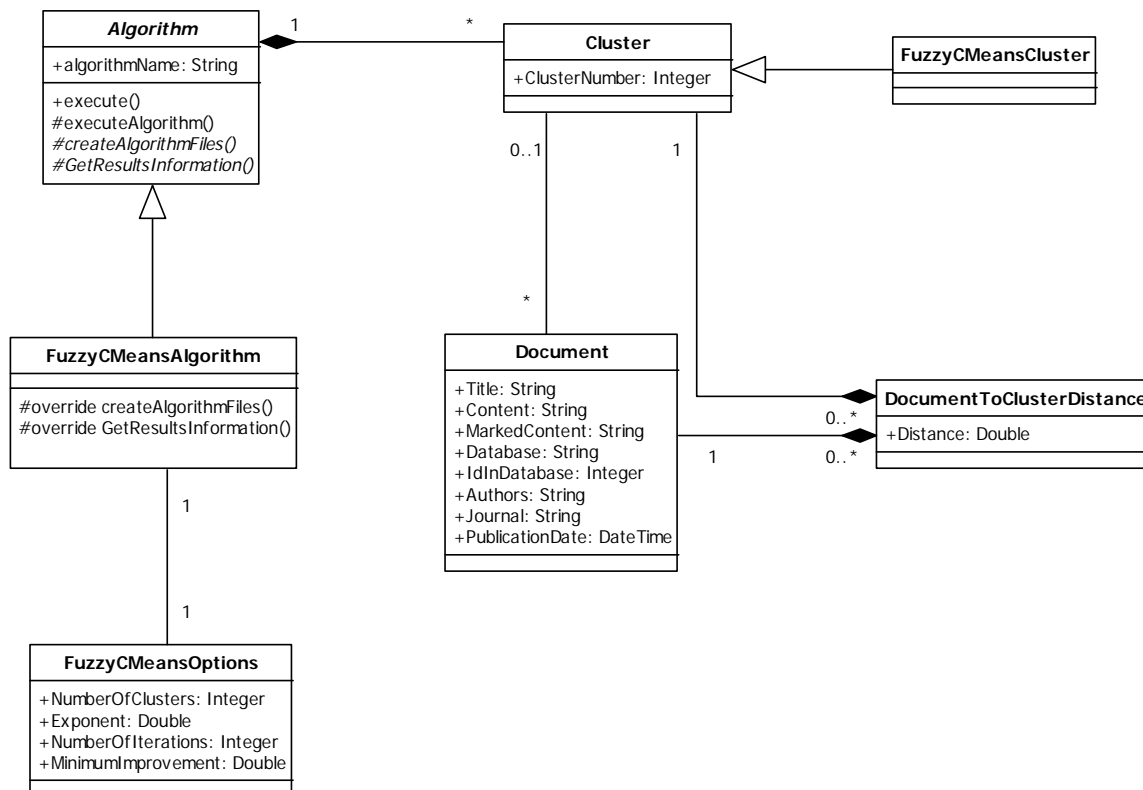 Algorithm
+algorithmName: String
+execute()
#executeAlgorithm()
#createAlgorithmFiles()
#GetResultsInformation()
1
*
Cluster
+ClusterNumber: Integer
FuzzyCMeansCluster
0..1
1
*
FuzzyCMeansAlgorithm
#override createAlgorithmFiles()
#override GetResultsInformation()
Document
+Title: String
+Content: String
+MarkedContent: String
+Database: String
+IdInDatabase: Integer
+Authors: String
+Journal: String
+PublicationDate: DateTime
DocumentToClusterDistance
+Distance: Double
0..*
1
0..*
1
1
FuzzyCMeansOptions
+NumberOfClusters: Integer
+Exponent: Double
+NumberOfIterations: Integer
+MinimumImprovement: Double